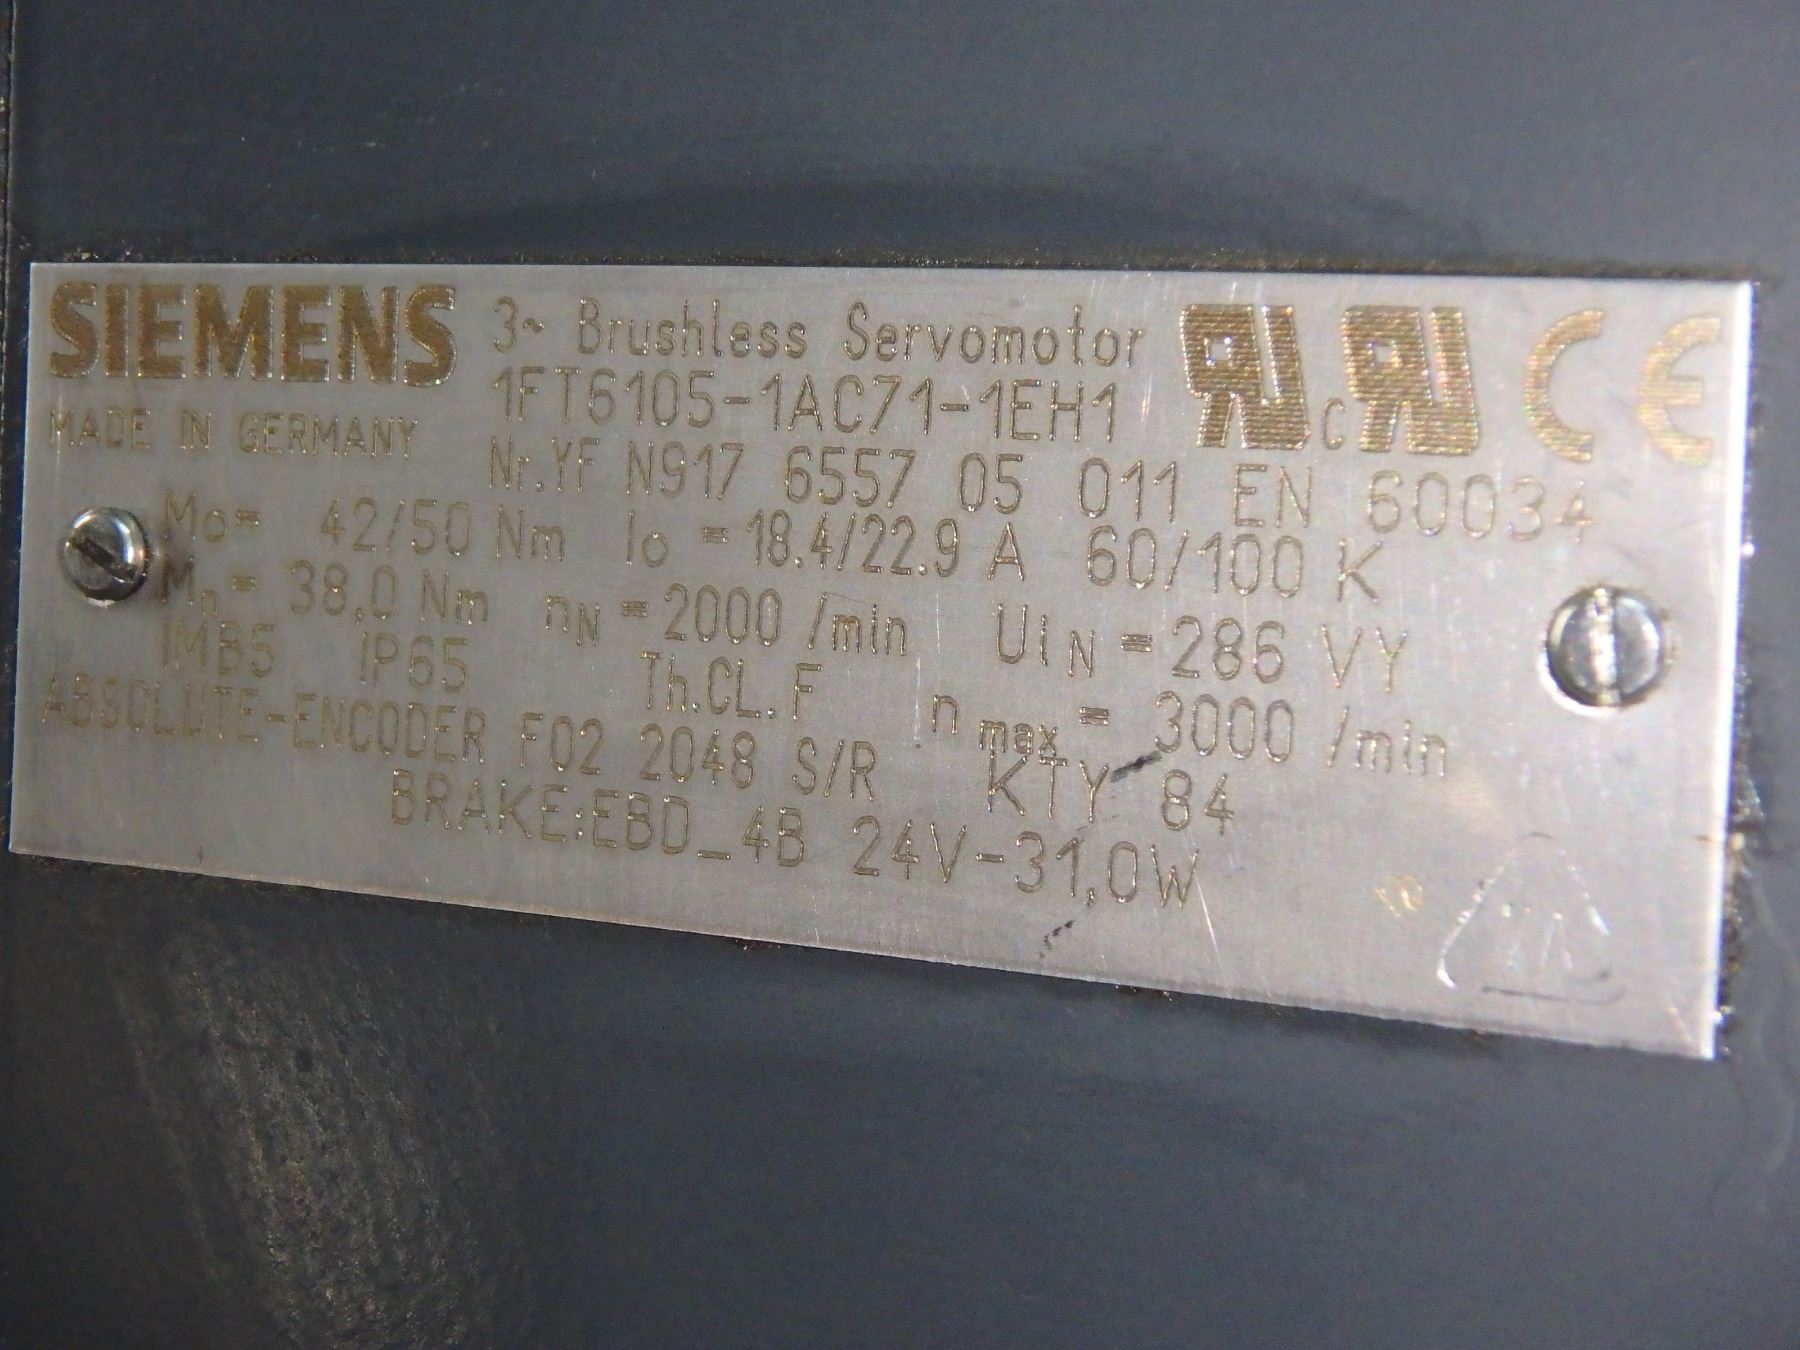 SIEMENS 3~ Brushless Servomotor
1FT6105-1AC71-1EH1
MADE IN GERMANY
Nr.YF N917 6557 05 011 EN 60034
Mo= 42/50 Nm Io =18.4/22.9 A 60/100 K
Mn= 38,0 Nm nN =2000 /min UiN =286 VY
IMB5 IP65 Th.CL.F nmax= 3000 /min
ABSOLUTE-ENCODER F02 2048 S/R KTY 84
BRAKE:EBD_4B 24V-31,0W